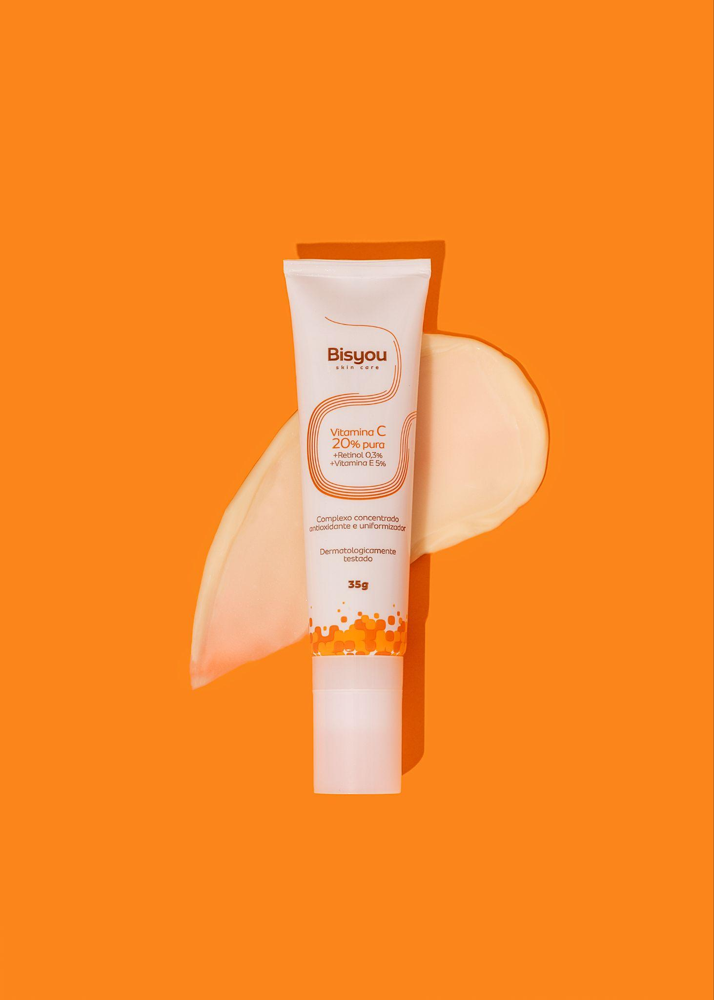 Bisyou
skin care
Vitamina C
20% pura
+Retinol 0,3%
+Vitamina E 5%
Complexo concentrado
antioxidante e uniformizador
Dermatologicamente
testado
35g